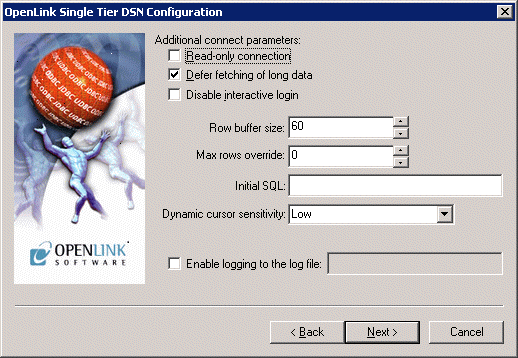 OpenLink Single Tier DSN Configuration
Additional connect parameters:
Read-only connection
Defer fetching of long data
Disable interactive login
Row buffer size: 60
Max rows override: 0
Initial SQL:
Dynamic cursor sensitivity: Low
OPENLINK
SOFTWARE
Enable logging to the log file:
< Back
Next >
Cancel